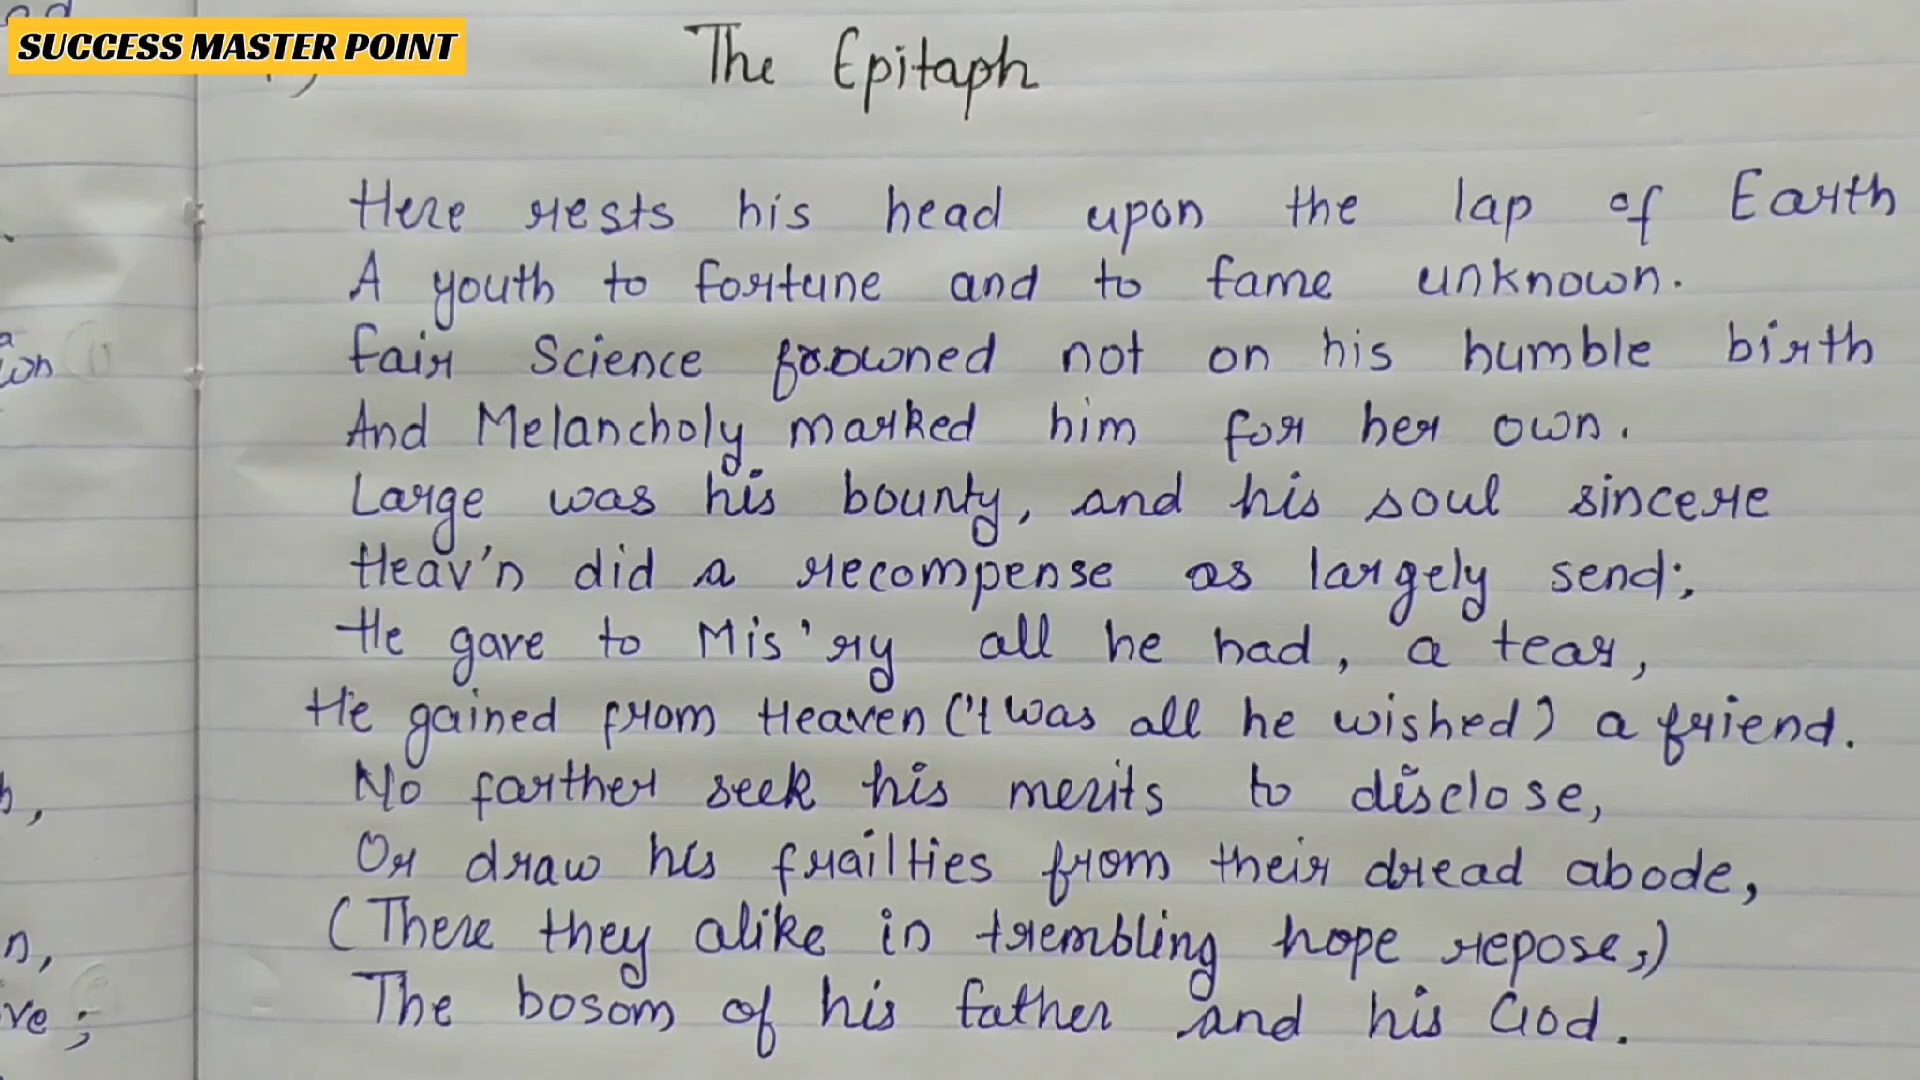 SUCCESS MASTER POINT
The Epitaph
Here rests his head upon the lap of Earth
A youth to fortune and to fame unknown.
Fair Science frowned not on his humble birth
And Melancholy marked him for her own.
Large was his bounty, and his soul sincere
Heav'n did a recompense as largely send;
He gave to Mis'ry all he had, a tear,
He gained from Heaven ('t was all he wished) a friend.
No farther seek his merits to disclose,
Or draw his frailties from their dread abode,
(There they alike in trembling hope repose,)
The bosom of his father and his God.